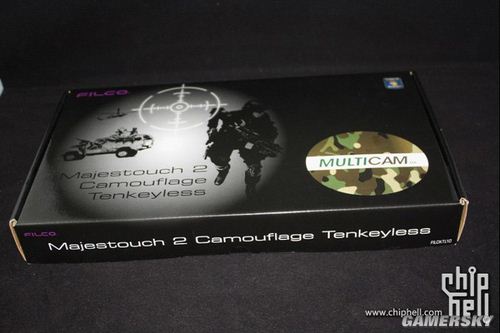 FILCO
MULTICAM
Majestouch 2
Camouflage
Tenkeyless
FILCO
Majestouch 2 Camouflage Tenkeyless
www.chiphell.com
chip
hell
GAMERSKY